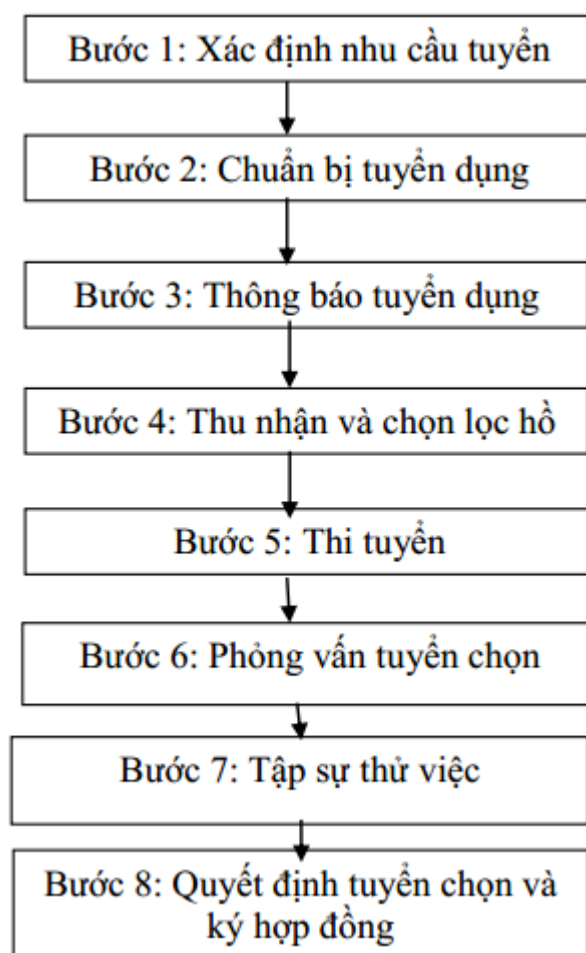 Bước 1: Xác định nhu cầu tuyển
Bước 2: Chuẩn bị tuyển dụng
Bước 3: Thông báo tuyển dụng
Bước 4: Thu nhận và chọn lọc hồ
Bước 5: Thi tuyển
Bước 6: Phỏng vấn tuyển chọn
Bước 7: Tập sự thử việc
Bước 8: Quyết định tuyển chọn và
ký hợp đồng